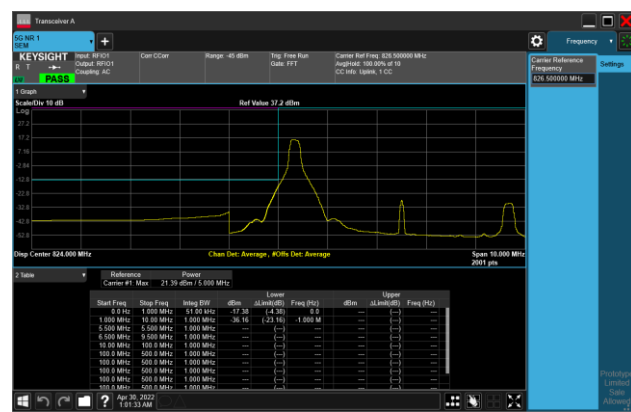 Transceiver A
5G NR 1
SEM
Frequency
KEYSIGHT
R T
PASS
Input: RFIO1
Output: RFIO1
Coupling: AC
Corr CCorr
Range: -45 dBm
Trig: Free Run
Gate: FFT
Carrier Ref Freq: 826.500000 MHz
Avg|Hold: 100.00% of 10
CC Info: Uplink, 1 CC
Carrier Reference
Frequency
826.500000 MHz
Settings
1 Graph
Scale/Div 10 dB
Ref Value 37.2 dBm
Log
27.2
17.2
7.16
-2.84
-12.8
-22.8
-32.8
-42.8
-52.8
Disp Center 824.000 MHz
Chan Det: Average , #Offs Det: Average
Span 10.000 MHz
2001 pts
2 Table
Reference Power
Carrier #1: Max 21.39 dBm / 5.000 MHz
Lower Upper
Start Freq Stop Freq Integ BW dBm ΔLimit(dB) Freq (Hz) dBm ΔLimit(dB) Freq (Hz)
0.0 Hz 1.000 MHz 51.00 kHz -17.38 (-4.38) 0.0 --- (---) ---
1.000 MHz 10.00 MHz 1.000 MHz -36.16 (-23.16) -1.000 M --- (---) ---
5.500 MHz 5.500 MHz 1.000 MHz --- (---) --- --- (---) ---
6.500 MHz 9.500 MHz 1.000 MHz --- (---) --- --- (---) ---
10.00 MHz 100.0 MHz 1.000 MHz --- (---) --- --- (---) ---
100.0 MHz 500.0 MHz 1.000 MHz --- (---) --- --- (---) ---
100.0 MHz 500.0 MHz 1.000 MHz --- (---) --- --- (---) ---
100.0 MHz 500.0 MHz 1.000 MHz --- (---) --- --- (---) ---
100.0 MHz 500.0 MHz 1.000 MHz --- (---) --- --- (---) ---
Prototype
Limited
Sale
Allowed
?
Apr 30, 2022
1:01:33 AM